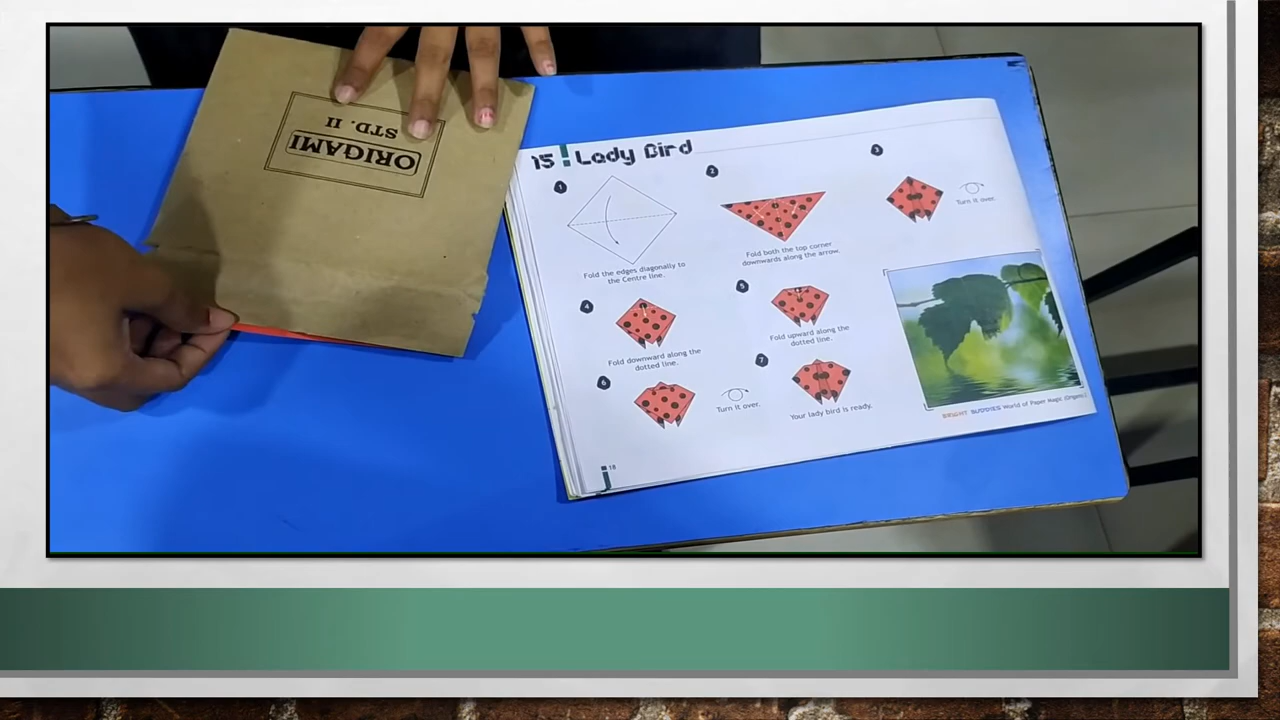 ORIGAMI
STD. II
15 ! Lady Bird
1
Fold the edges diagonally to
the Centre line.
2
Fold both the top corner
downwards along the arrow.
3
Turn it over.
4
Fold downward along the
dotted line.
5
Fold upward along the
dotted line.
6
Turn it over.
7
Your lady bird is ready.
18
BRIGHT BUDDIES World of Paper Magic (Origami)